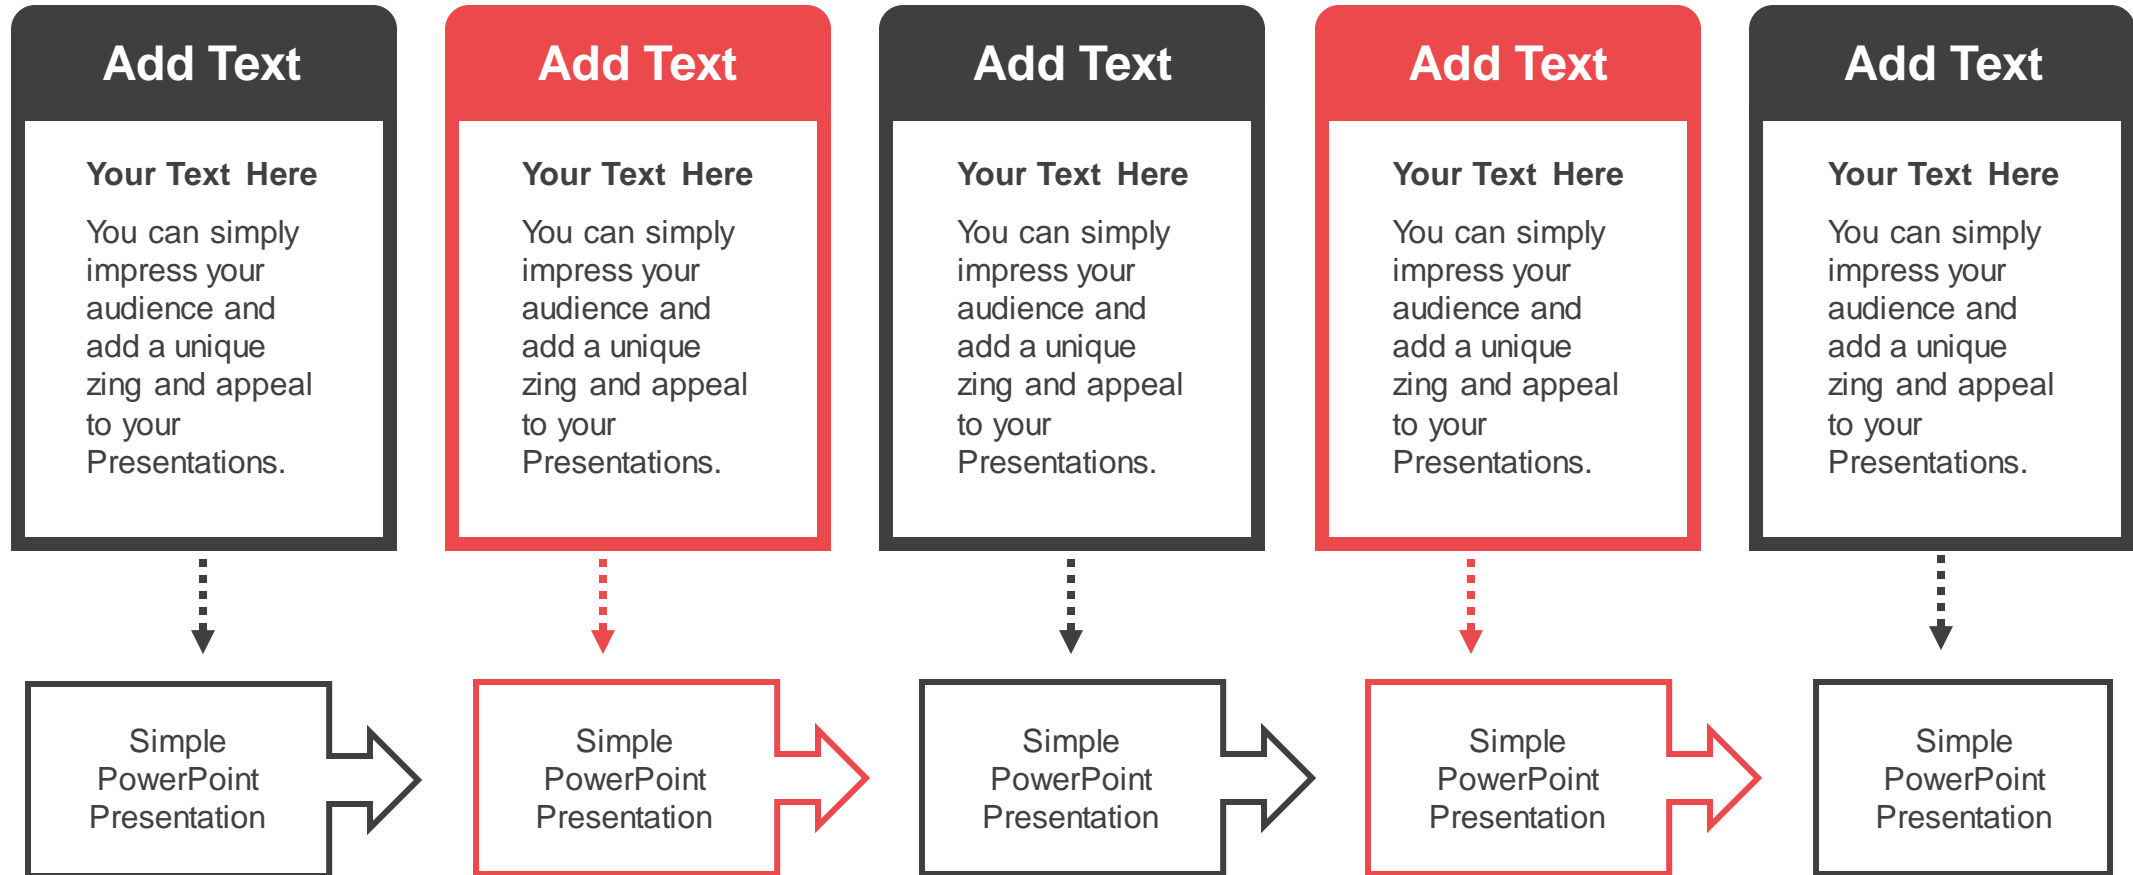 Add Text
Your Text Here
You can simply
impress your
audience and
add a unique
zing and appeal
to your
Presentations.
Add Text
Your Text Here
You can simply
impress your
audience and
add a unique
zing and appeal
to your
Presentations.
Add Text
Your Text Here
You can simply
impress your
audience and
add a unique
zing and appeal
to your
Presentations.
Add Text
Your Text Here
You can simply
impress your
audience and
add a unique
zing and appeal
to your
Presentations.
Add Text
Your Text Here
You can simply
impress your
audience and
add a unique
zing and appeal
to your
Presentations.
Simple
PowerPoint
Presentation
Simple
PowerPoint
Presentation
Simple
PowerPoint
Presentation
Simple
PowerPoint
Presentation
Simple
PowerPoint
Presentation